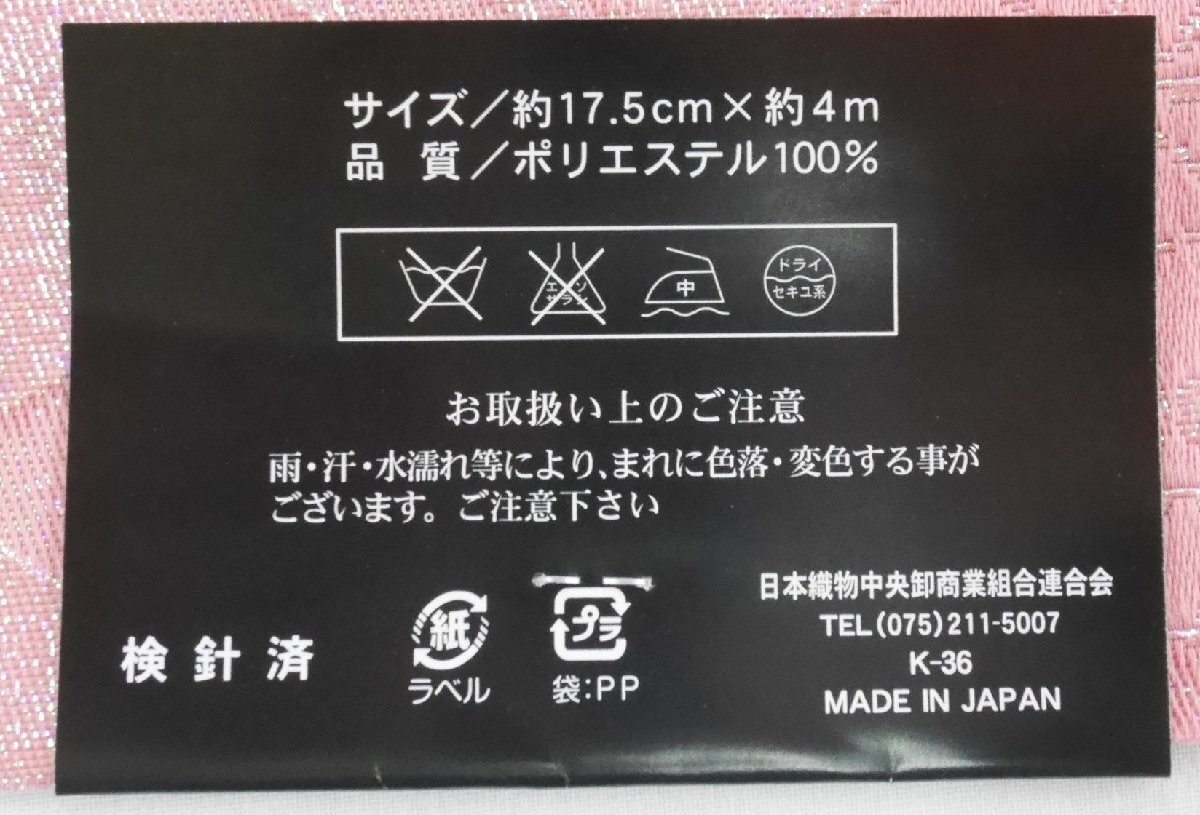 サイズ／約17.5cm×約4m
品　質／ポリエステル100%
エンソ
サラシ
中
ドライ
セキユ系
お取扱い上のご注意
雨・汗・水濡れ等により、まれに色落・変色する事が
ございます。ご注意下さい
検針済
紙
ラベル
プラ
袋:PP
日本織物中央卸商業組合連合会
TEL(075)211-5007
K-36
MADE IN JAPAN